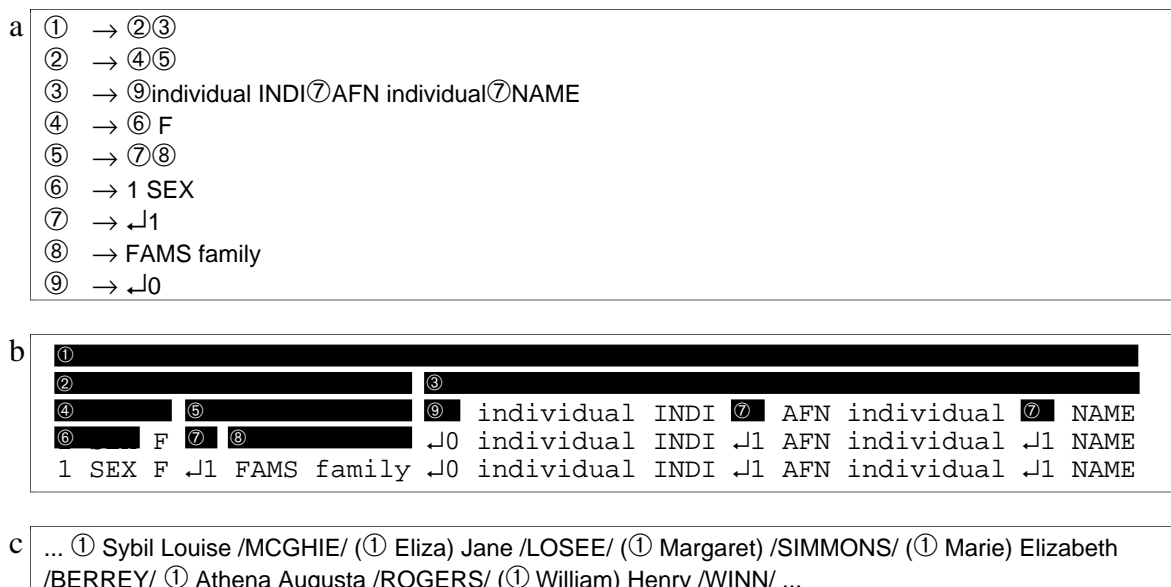 a
① → ②③
② → ④⑤
③ → ⑨individual INDI⑦AFN individual⑦NAME
④ → ⑥ F
⑤ → ⑦⑧
⑥ → 1 SEX
⑦ → ↵1
⑧ → FAMS family
⑨ → ↵0
b
①
② ③
④ ⑤ ⑨ individual INDI ⑦ AFN individual ⑦ NAME
⑥ F ⑦ ⑧ ↵0 individual INDI ↵1 AFN individual ↵1 NAME
1 SEX F ↵1 FAMS family ↵0 individual INDI ↵1 AFN individual ↵1 NAME
c
... ① Sybil Louise /MCGHIE/ (① Eliza) Jane /LOSEE/ (① Margaret) /SIMMONS/ (① Marie) Elizabeth
/BERREY/ ① Athena Augusta /ROGERS/ (① William) Henry /WINN/ ...